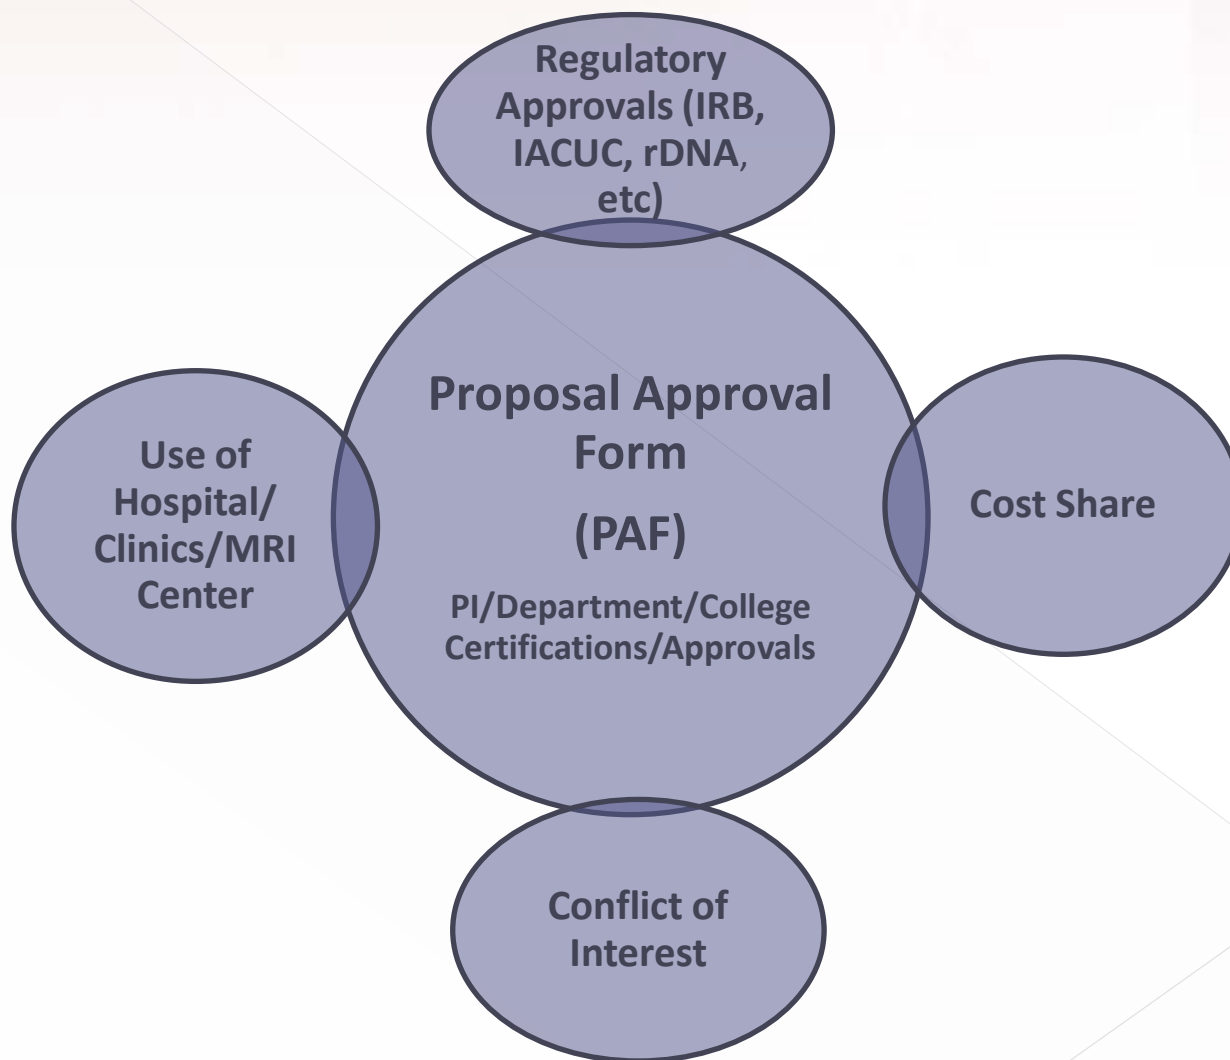 Regulatory
Approvals (IRB,
IACUC, rDNA,
etc)
Proposal Approval
Form
(PAF)
PI/Department/College
Certifications/Approvals
Use of
Hospital/
Clinics/MRI
Center
Cost Share
Conflict of
Interest